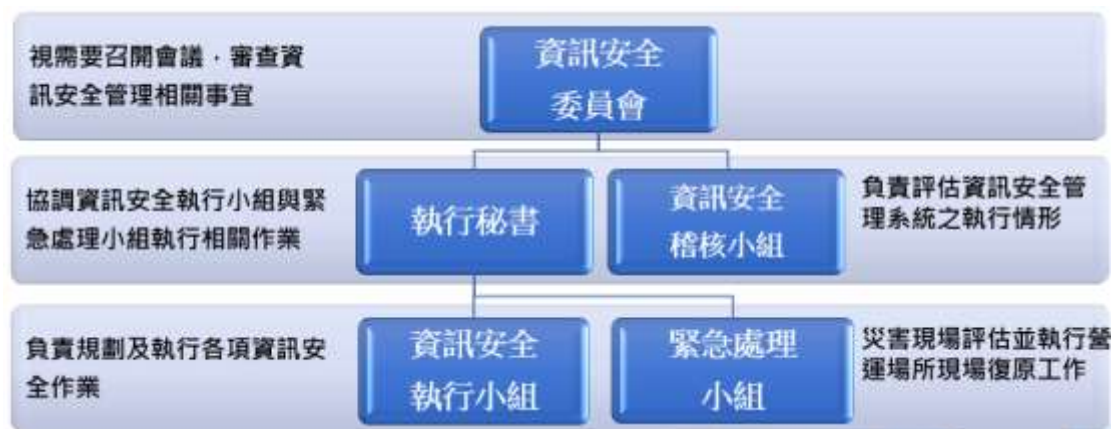 視需要召開會議，審查資
訊安全管理相關事宜
資訊安全
委員會
協調資訊安全執行小組與緊
急處理小組執行相關作業
執行秘書
資訊安全
稽核小組
負責評估資訊安全管
理系統之執行情形
負責規劃及執行各項資訊安
全作業
資訊安全
執行小組
緊急處理
小組
災害現場評估並執行營
運場所現場復原工作